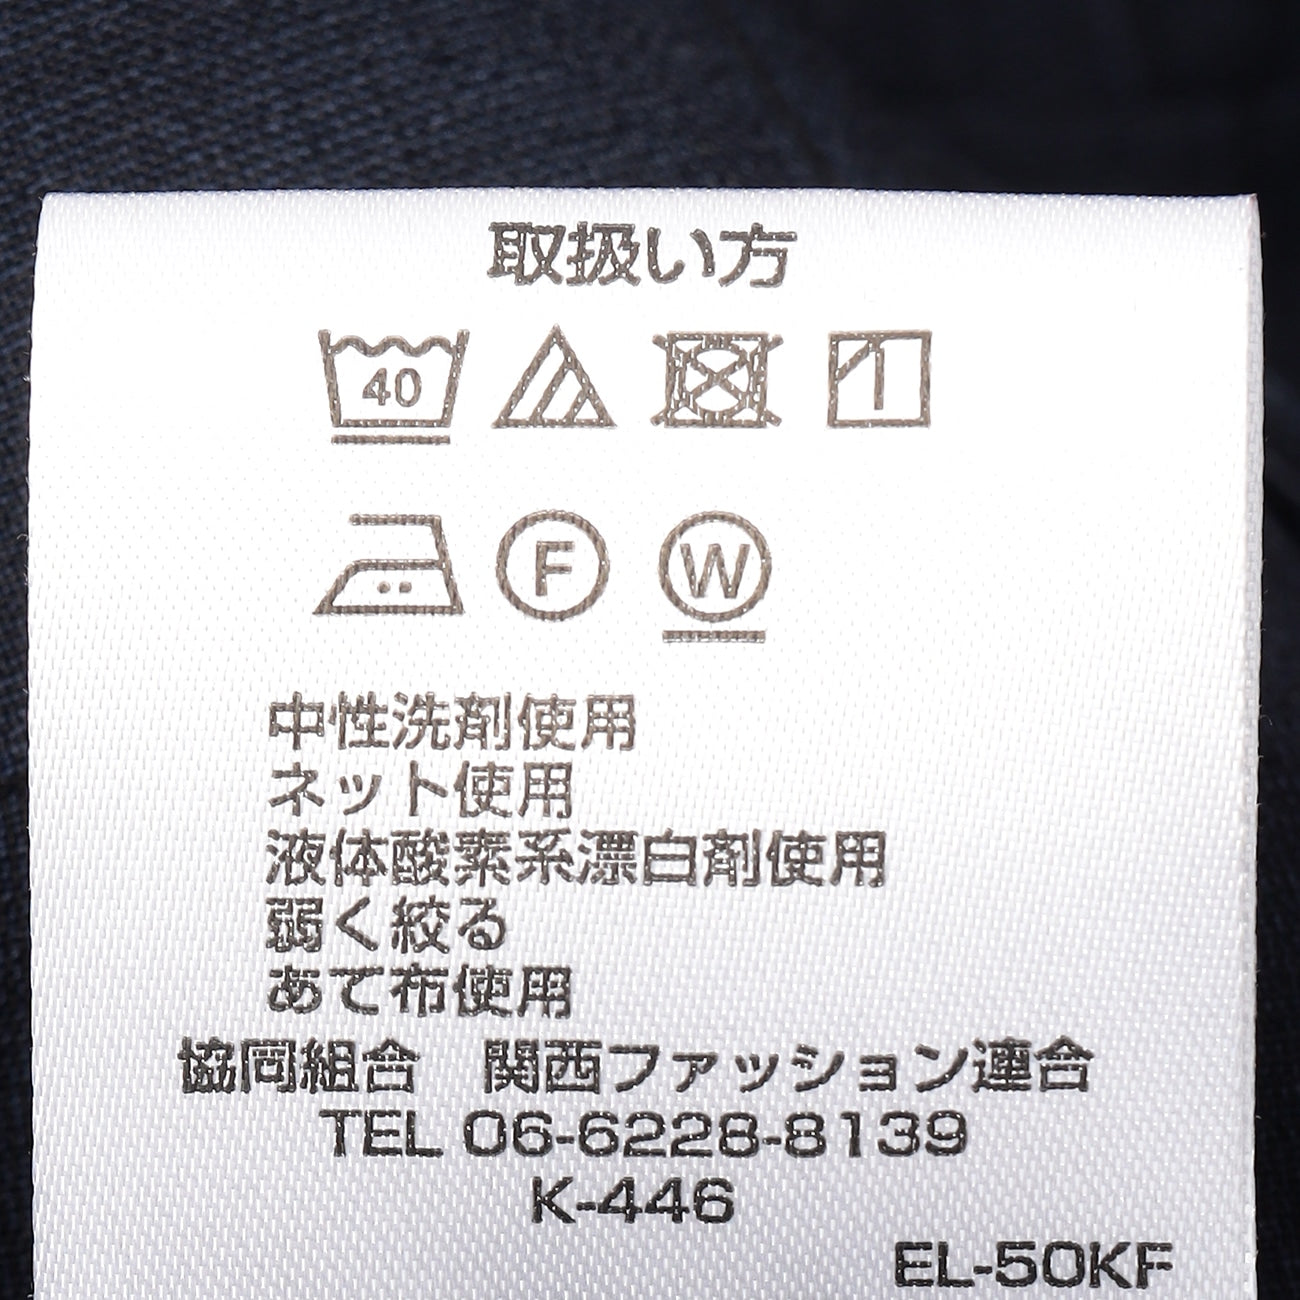 取扱い方
40
F W
中性洗剤使用
ネット使用
液体酸素系漂白剤使用
弱く絞る
あて布使用
協同組合　関西ファッション連合
TEL 06-6228-8139
K-446
EL-50KF